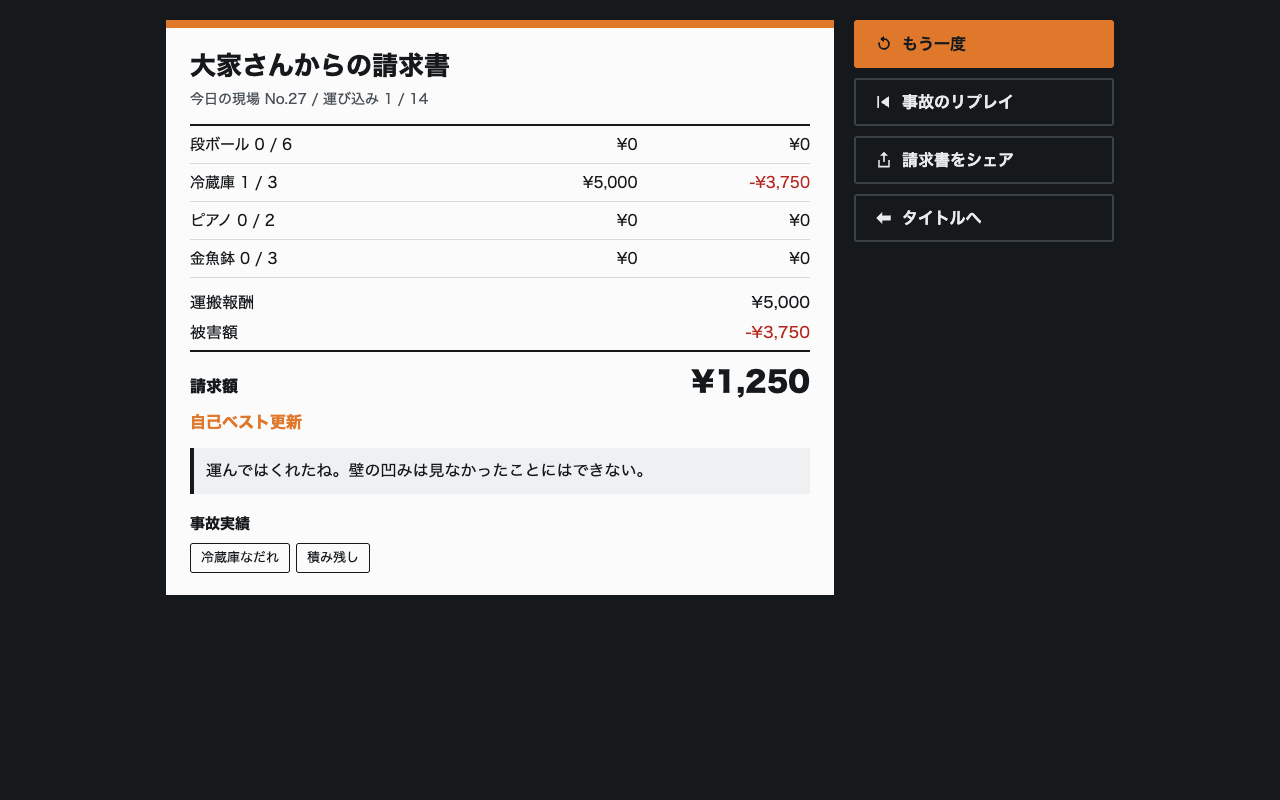 大家さんからの請求書
今日の現場 No.27 / 運び込み 1 / 14
段ボール 0 / 6 ¥0 ¥0
冷蔵庫 1 / 3 ¥5,000 -¥3,750
ピアノ 0 / 2 ¥0 ¥0
金魚鉢 0 / 3 ¥0 ¥0
運搬報酬 ¥5,000
被害額 -¥3,750
請求額 ¥1,250
自己ベスト更新
運んではくれたね。壁の凹みは見なかったことにはできない。
事故実績
冷蔵庫なだれ 積み残し
もう一度
事故のリプレイ
請求書をシェア
タイトルへ